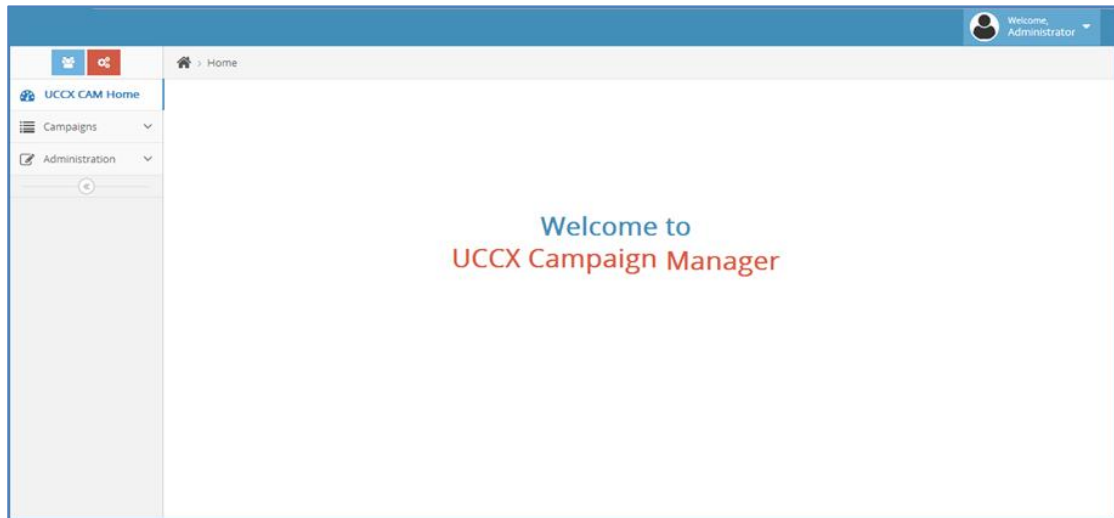 Welcome,
Administrator
> Home
UCCX CAM Home
Campaigns
Administration
Welcome to
UCCX Campaign Manager